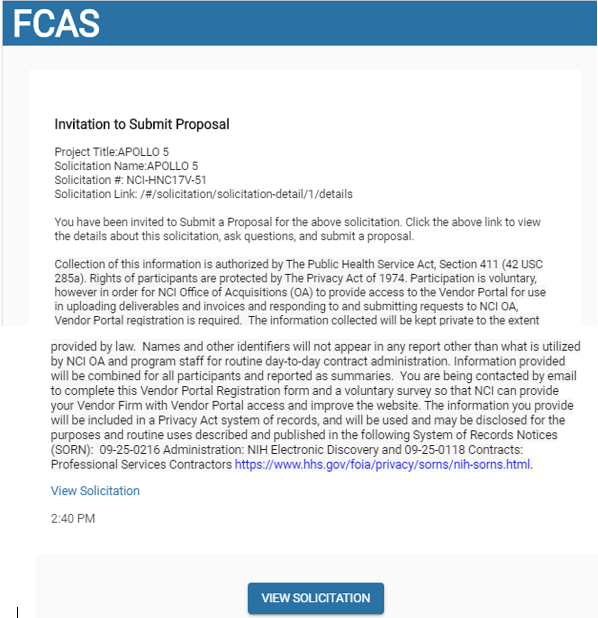 FCAS
Invitation to Submit Proposal
Project Title:APOLLO 5
Solicitation Name:APOLLO 5
Solicitation #: NCI-HNC17V-51
Solicitation Link: /#/solicitation/solicitation-detail/1/details
You have been invited to Submit a Proposal for the above solicitation. Click the above link to view
the details about this solicitation, ask questions, and submit a proposal.
Collection of this information is authorized by The Public Health Service Act, Section 411 (42 USC
285a). Rights of participants are protected by The Privacy Act of 1974. Participation is voluntary,
however in order for NCI Office of Acquisitions (OA) to provide access to the Vendor Portal for use
in uploading deliverables and invoices and responding to and submitting requests to NCI OA,
Vendor Portal registration is required.  The information collected will be kept private to the extent
provided by law.  Names and other identifiers will not appear in any report other than what is utilized
by NCI OA and program staff for routine day-to-day contract administration. Information provided
will be combined for all participants and reported as summaries.  You are being contacted by email
to complete this Vendor Portal Registration form and a voluntary survey so that NCI can provide
your Vendor Firm with Vendor Portal access and improve the website. The information you provide
will be included in a Privacy Act system of records, and will be used and may be disclosed for the
purposes and routine uses described and published in the following System of Records Notices
(SORN):  09-25-0216 Administration: NIH Electronic Discovery and 09-25-0118 Contracts:
Professional Services Contractors https://www.hhs.gov/foia/privacy/sorns/nih-sorns.html.
View Solicitation
2:40 PM
VIEW SOLICITATION